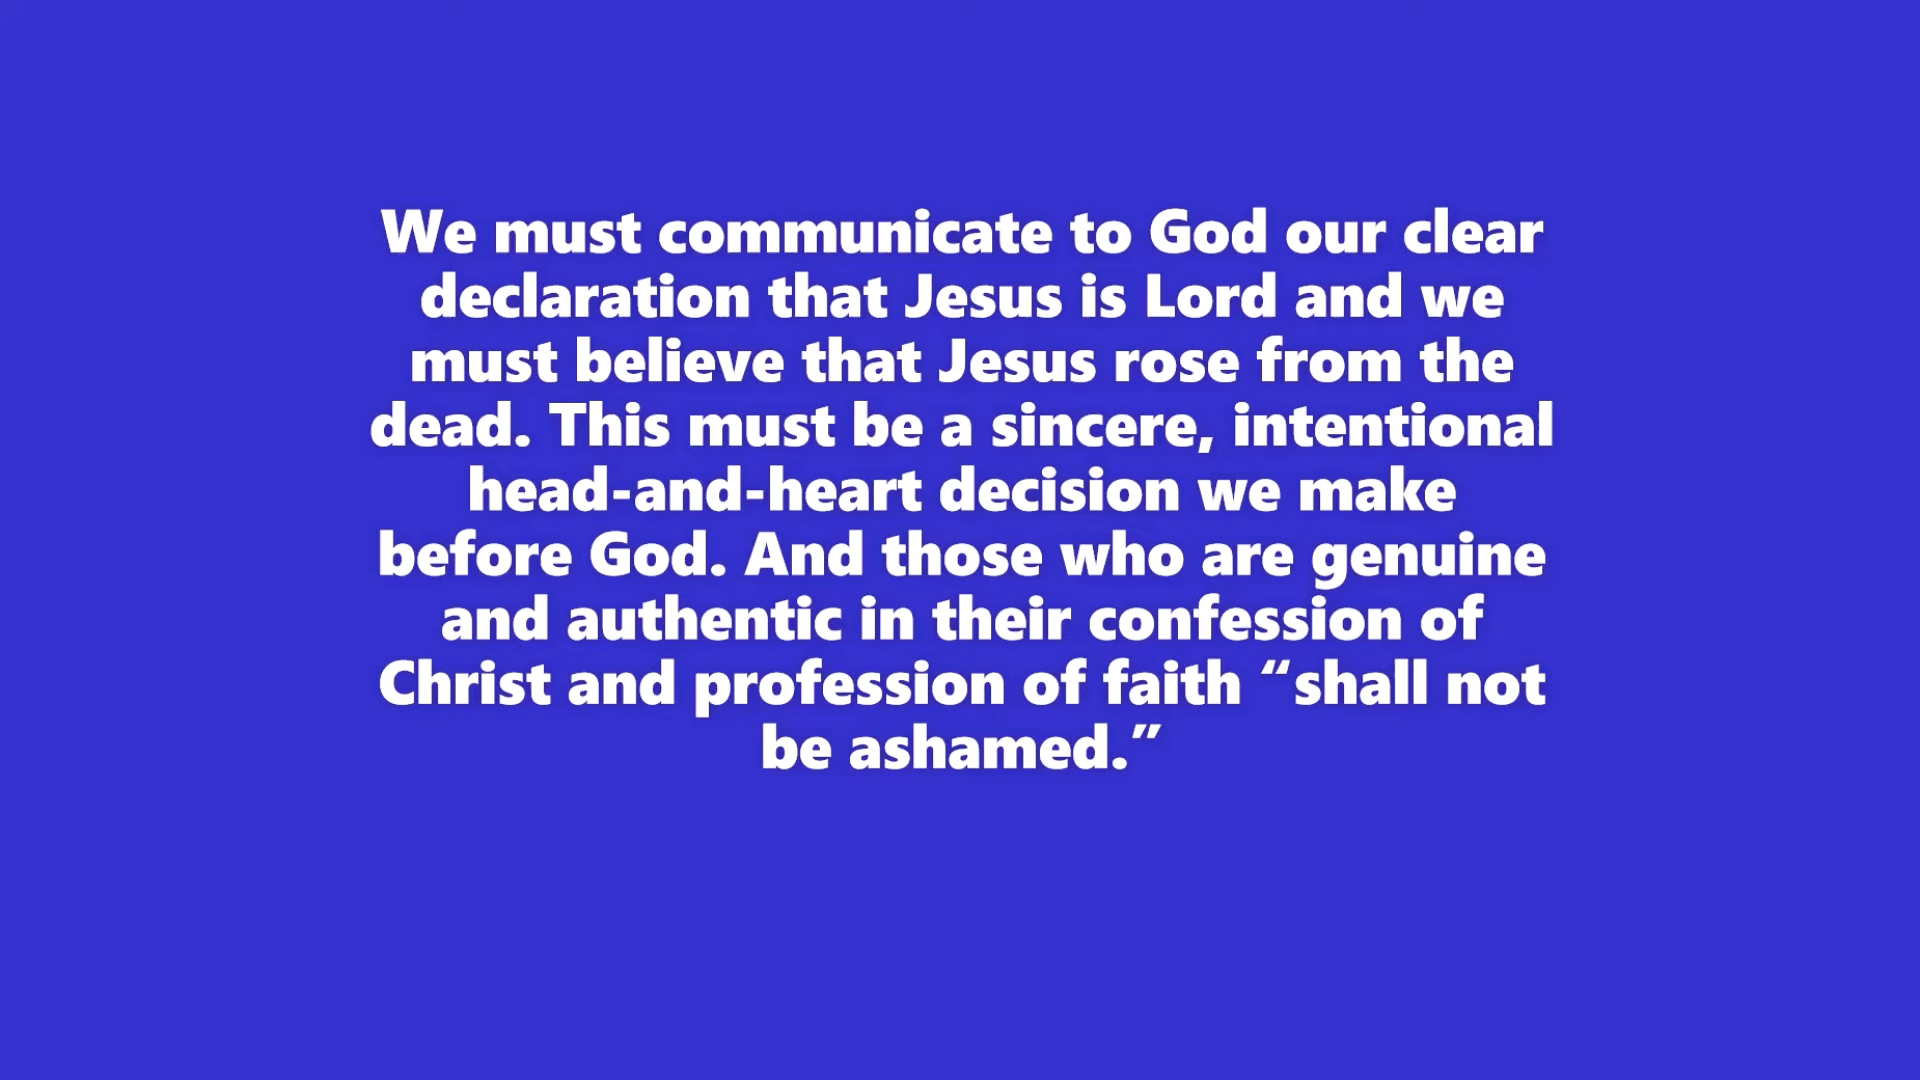 We must communicate to God our clear
declaration that Jesus is Lord and we
must believe that Jesus rose from the
dead. This must be a sincere, intentional
head-and-heart decision we make
before God. And those who are genuine
and authentic in their confession of
Christ and profession of faith “shall not
be ashamed.”